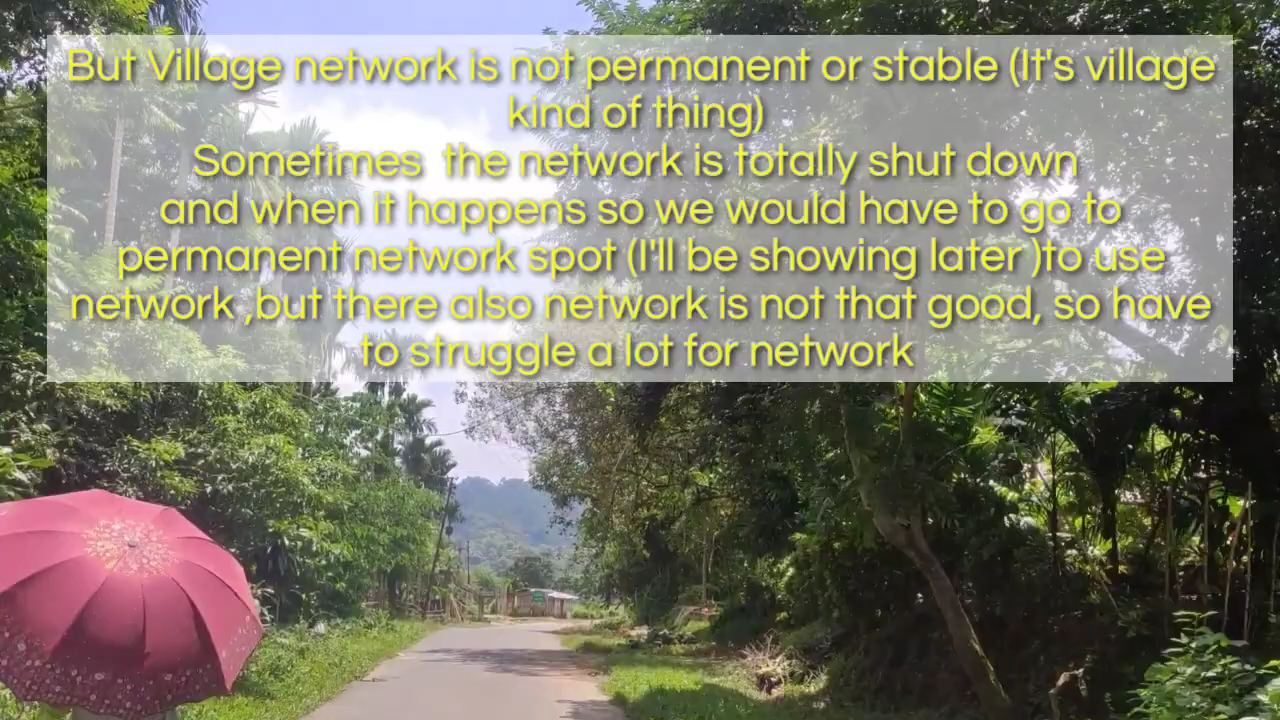 But Village network is not permanent or stable (It's village
kind of thing)
Sometimes  the network is totally shut down
and when it happens so we would have to go to
permanent network spot (I'll be showing later )to use
network ,but there also network is not that good, so have
to struggle a lot for network